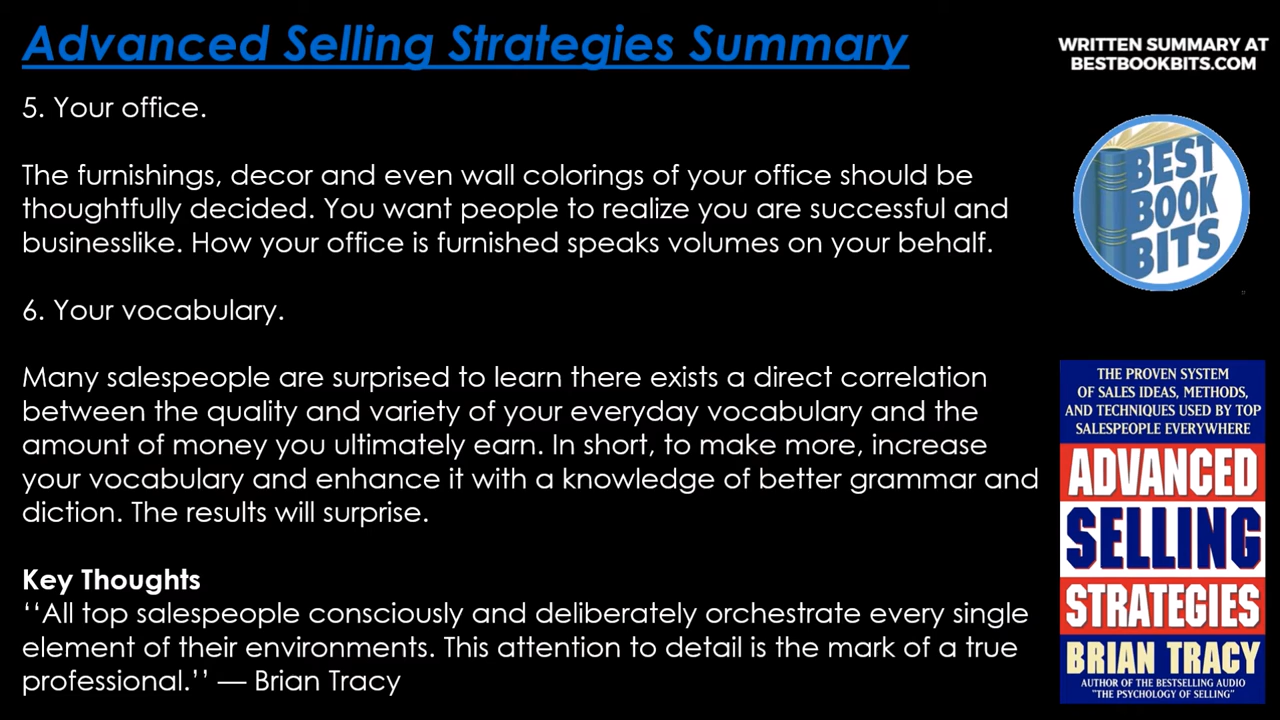 Advanced Selling Strategies Summary
WRITTEN SUMMARY AT
BESTBOOKBITS.COM
5. Your office.
The furnishings, decor and even wall colorings of your office should be
thoughtfully decided. You want people to realize you are successful and
businesslike. How your office is furnished speaks volumes on your behalf.
6. Your vocabulary.
Many salespeople are surprised to learn there exists a direct correlation
between the quality and variety of your everyday vocabulary and the
amount of money you ultimately earn. In short, to make more, increase
your vocabulary and enhance it with a knowledge of better grammar and
diction. The results will surprise.
Key Thoughts
‘‘All top salespeople consciously and deliberately orchestrate every single
element of their environments. This attention to detail is the mark of a true
professional.’’ — Brian Tracy
BEST
BOOK
BITS
THE PROVEN SYSTEM
OF SALES IDEAS, METHODS,
AND TECHNIQUES USED BY TOP
SALESPEOPLE EVERYWHERE
ADVANCED
SELLING
STRATEGIES
BRIAN TRACY
AUTHOR OF THE BESTSELLING AUDIO
"THE PSYCHOLOGY OF SELLING"